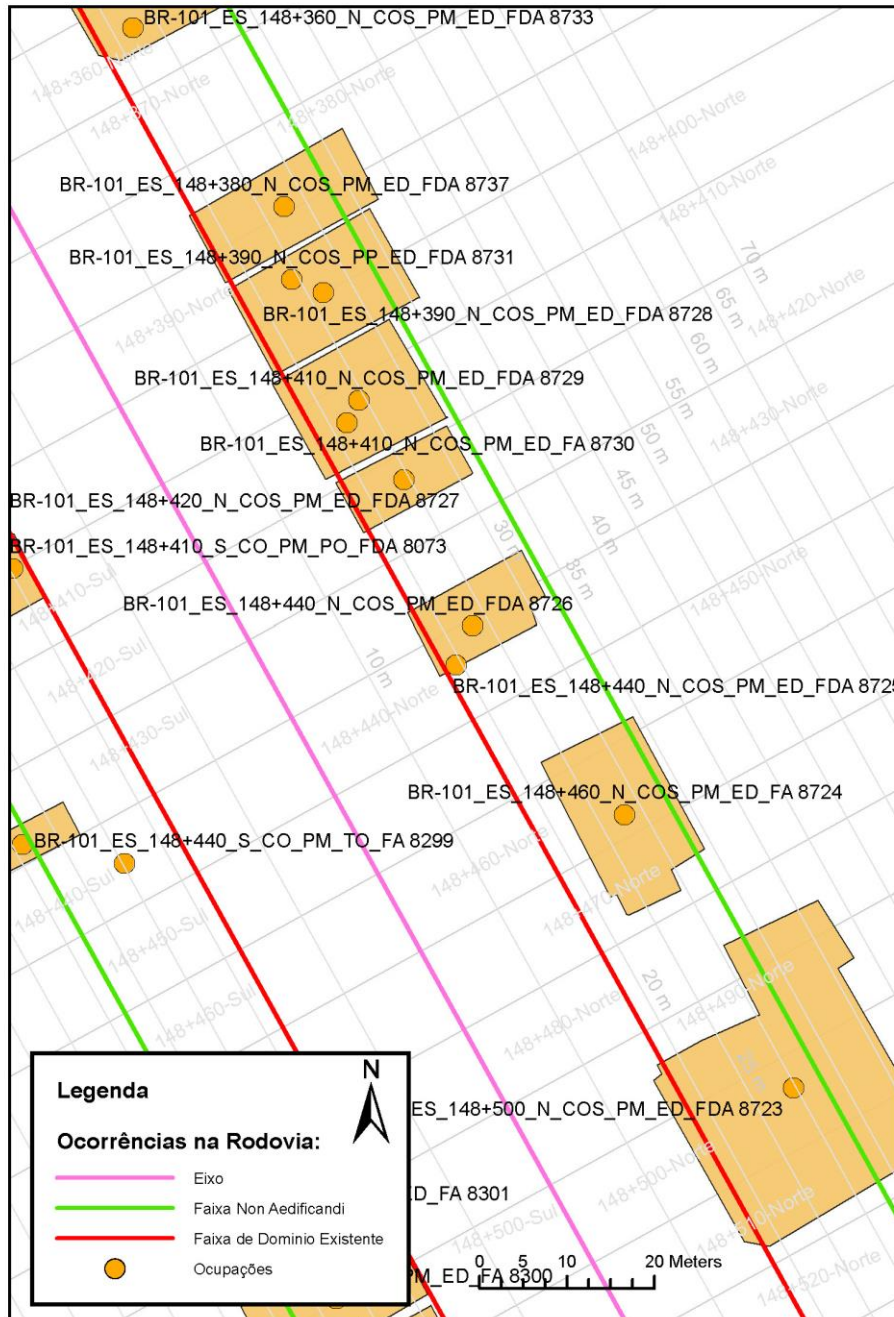 BR-101_ES_148+360_N_COS_PM_ED_FDA 8733
148+360-Norte
148+370-Norte
148+380-Norte
148+400-Norte
BR-101_ES_148+380_N_COS_PM_ED_FDA 8737
148+410-Norte
BR-101_ES_148+390_N_COS_PP_ED_FDA 8731
70 m
65 m
148+420-Norte
148+390-Norte
BR-101_ES_148+390_N_COS_PM_ED_FDA 8728
60 m
55 m
BR-101_ES_148+410_N_COS_PM_ED_FDA 8729
148+430-Norte
50 m
BR-101_ES_148+410_N_COS_PM_ED_FA 8730
45 m
BR-101_ES_148+420_N_COS_PM_ED_FDA 8727
40 m
30 m
BR-101_ES_148+410_S_CO_PM_PO_FDA 8073
35 m
148+450-Norte
148+410-Sul
BR-101_ES_148+440_N_COS_PM_ED_FDA 8726
148+420-Sul
10 m
BR-101_ES_148+440_N_COS_PM_ED_FDA 8725
148+440-Norte
148+430-Sul
BR-101_ES_148+460_N_COS_PM_ED_FA 8724
BR-101_ES_148+440_S_CO_PM_TO_FA 8299
148+460-Norte
148+440-Sul
148+470-Norte
148+450-Sul
20 m
148+490-Norte
148+460-Sul
148+480-Norte
ES_148+500_N_COS_PM_ED_FDA 8723
148+500-Norte
ED_FA 8301
148+500-Sul
148+510-Norte
PM_ED_FA 8300
148+520-Norte
Legenda
N
Ocorrências na Rodovia:
Eixo
Faixa Non Aedificandi
Faixa de Dominio Existente
Ocupações
0 5 10 20 Meters